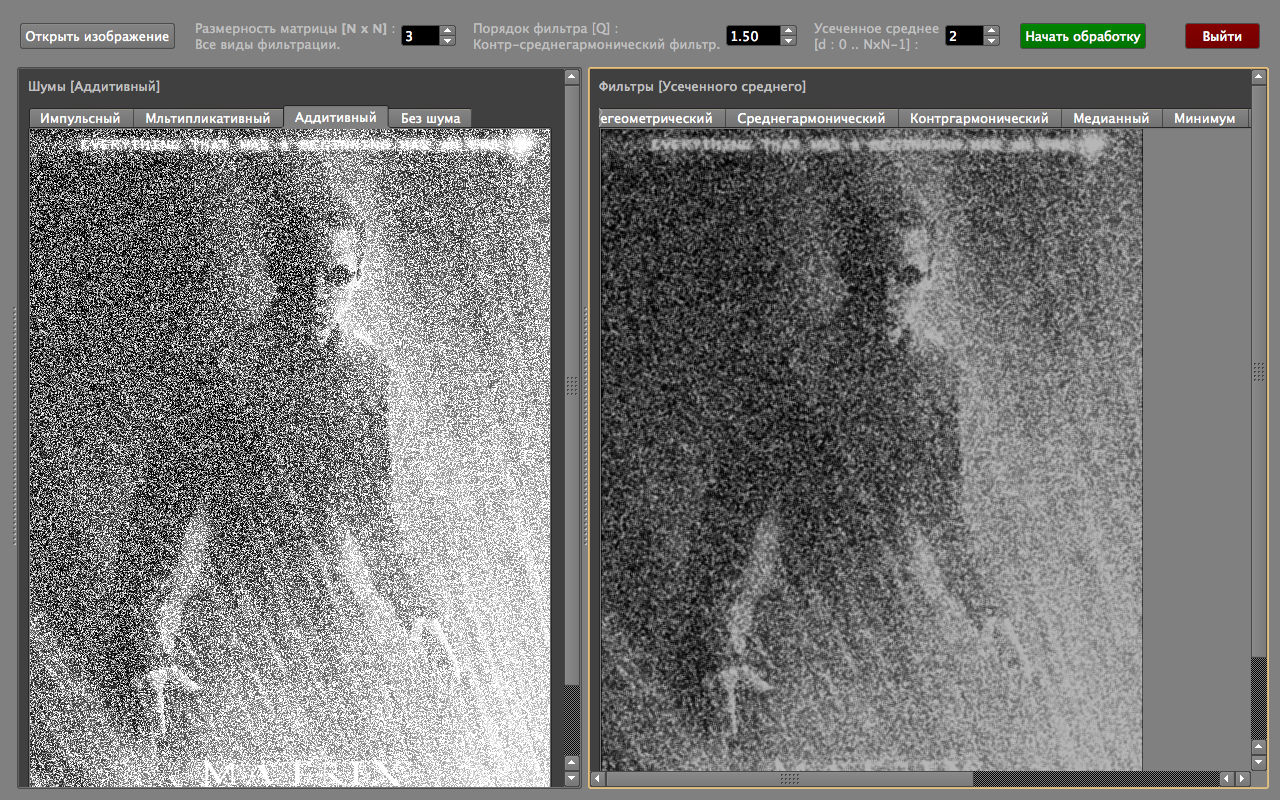 Открыть изображение
Размерность матрицы [N x N] :
Все виды фильтрации.
3
Порядок фильтра [Q] :
Контр-среднегармонический фильтр.
1.50
Усеченное среднее
[d : 0 .. NxN-1] :
2
Начать обработку
Выйти
Шумы [Аддитивный]
Импульсный
Мльтипликативный
Аддитивный
Без шума
EVERYTHING THAT HAS A BEGINNING HAS AN
MATRIX
Фильтры [Усеченного среднего]
егеометрический
Среднегармонический
Контргармонический
Медианный
Минимум
EVERYTHING THAT HAS A BEGINNING HAS AN